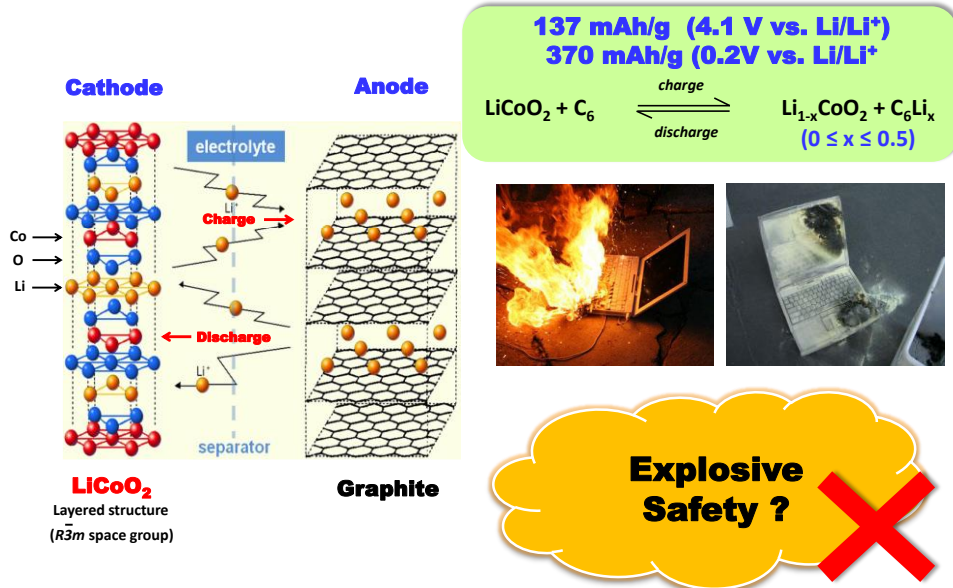 137 mAh/g (4.1 V vs. Li/Li⁺)
370 mAh/g (0.2V vs. Li/Li⁺
LiCoO₂ + C₆
charge
discharge
Li₁₋ₓCoO₂ + C₆Liₓ
(0 ≤ x ≤ 0.5)
Cathode
Anode
electrolyte
Li⁺
Charge
Co
O
Li
Discharge
Li⁺
separator
LiCoO₂
Layered structure
(R3̄m space group)
Graphite
Explosive
Safety ?